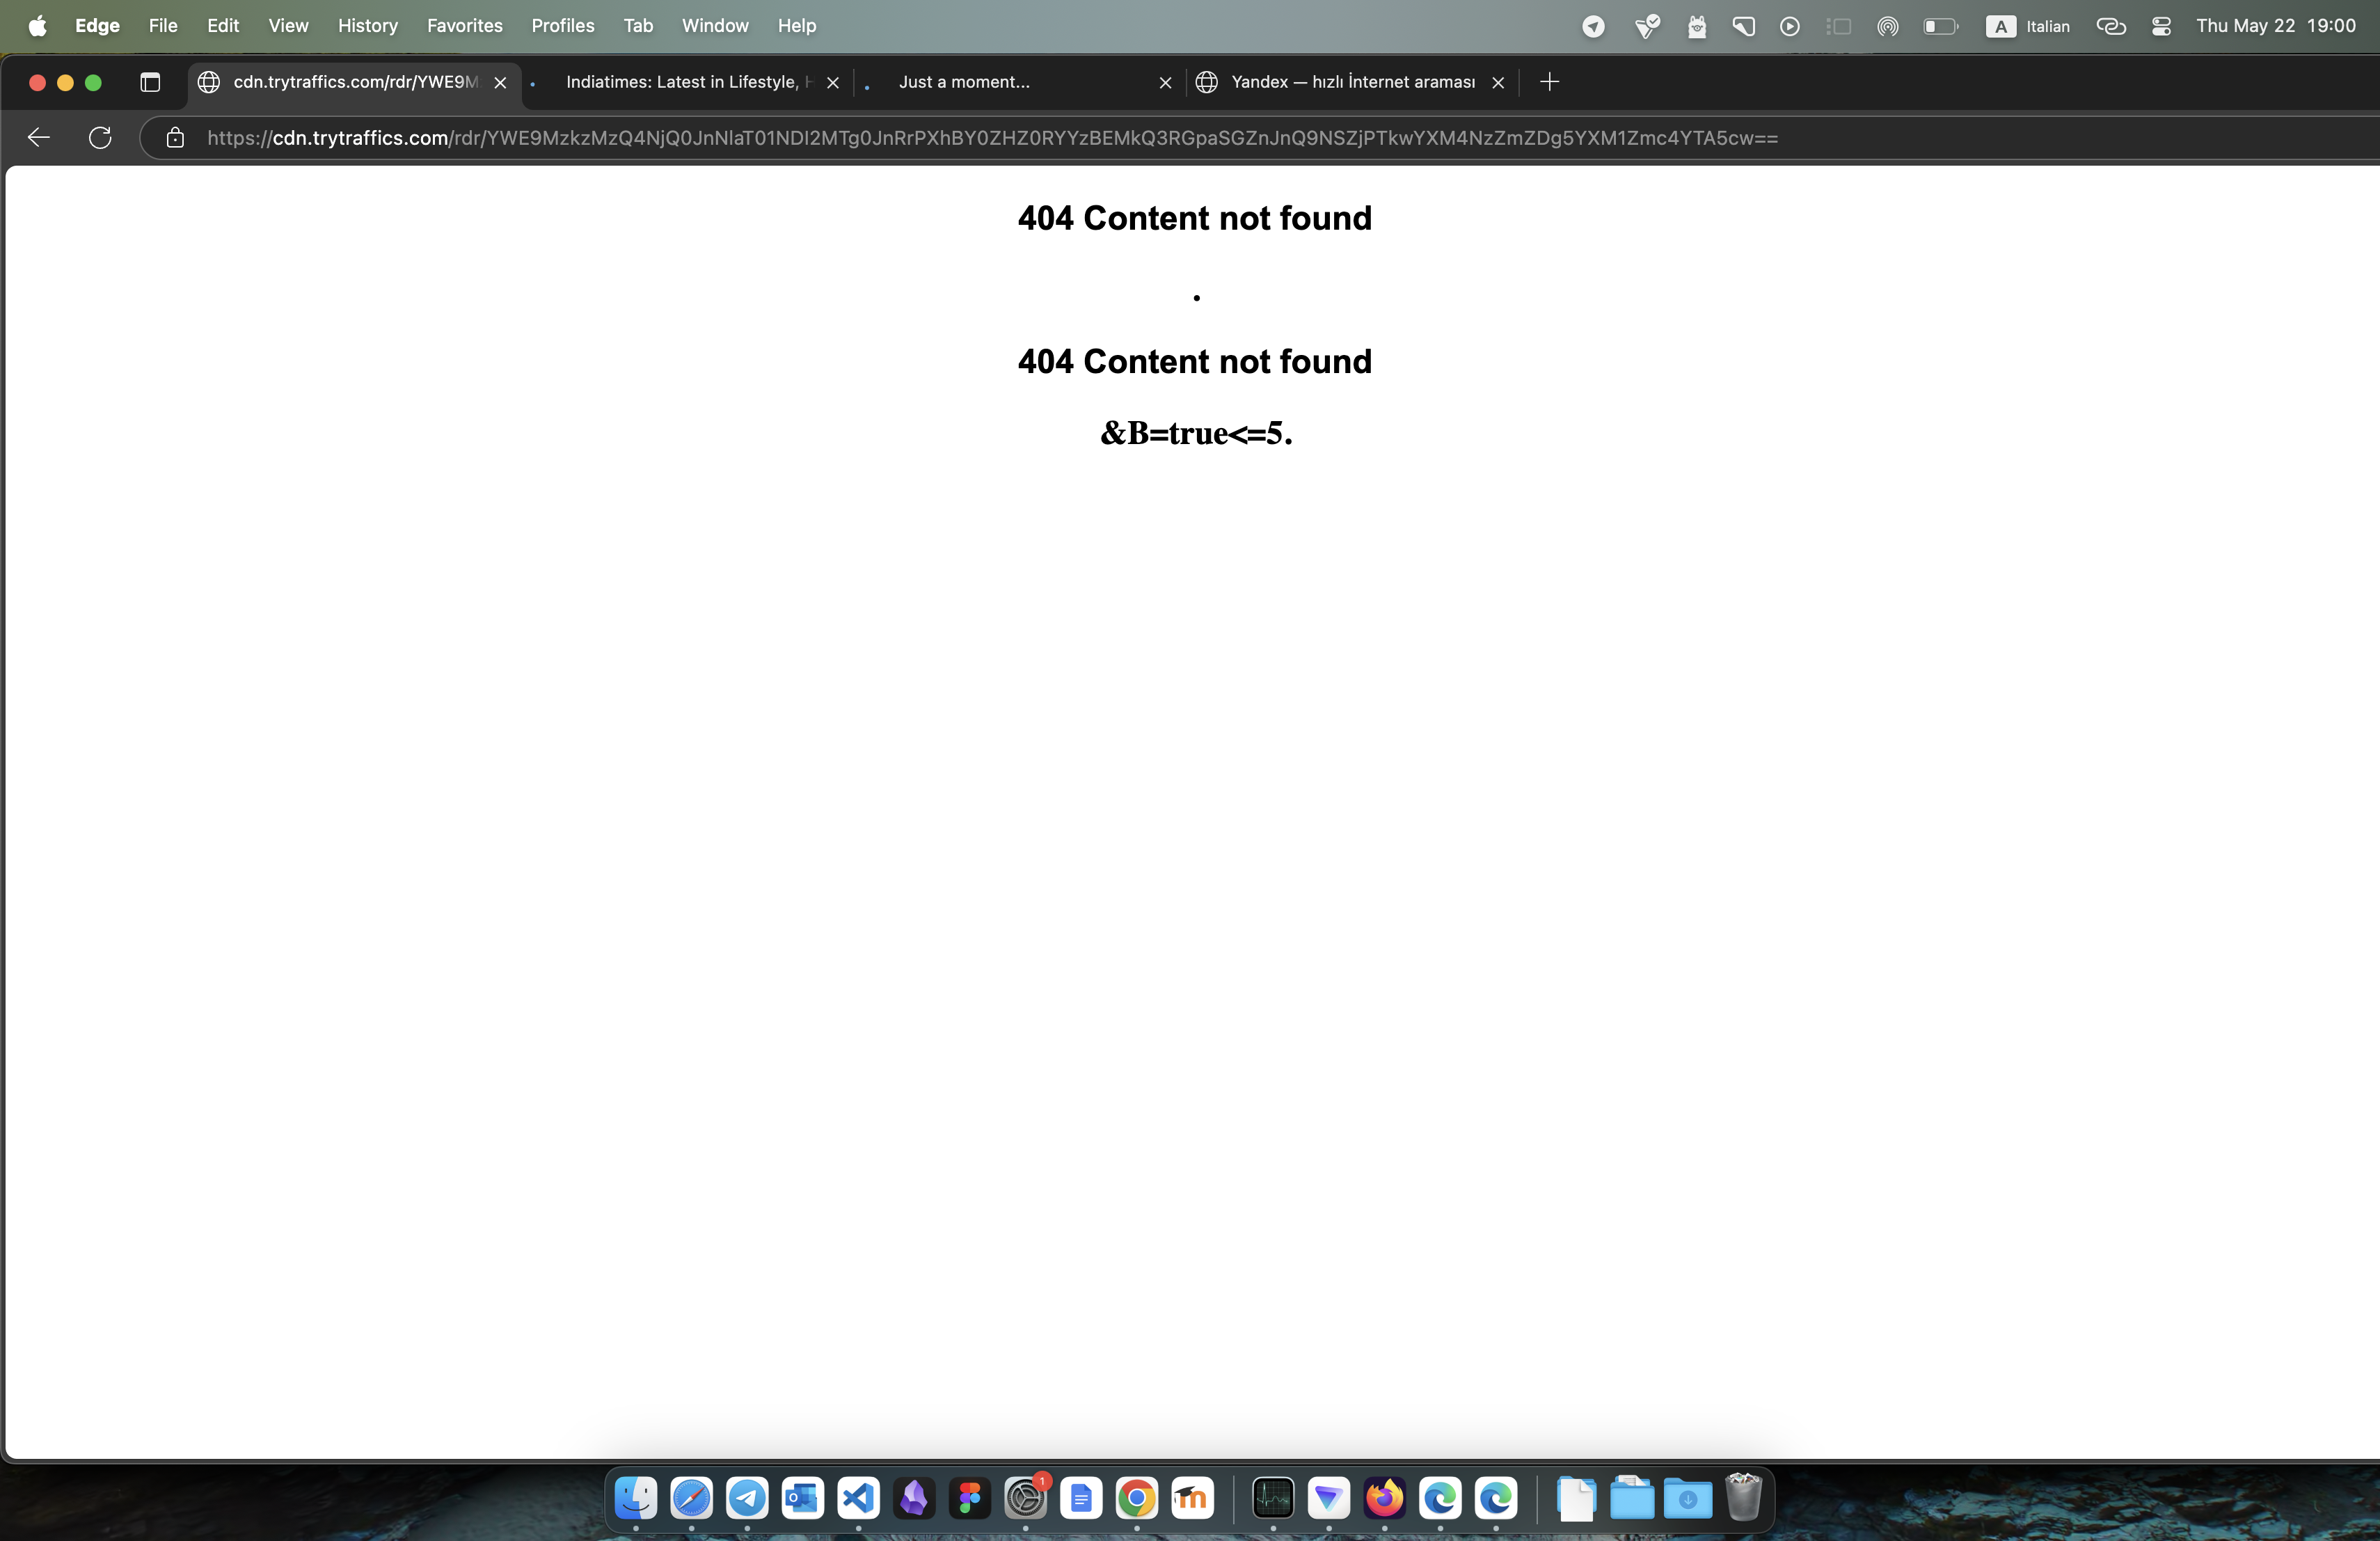 Edge File Edit View History Favorites Profiles Tab Window Help A Italian Thu May 22 19:00
cdn.trytraffics.com/rdr/YWE9M Indiatimes: Latest in Lifestyle, Just a moment... Yandex — hızlı İnternet araması
https://cdn.trytraffics.com/rdr/YWE9MzkzMzQ4NjQ0JnNlaT01NDI2MTg0JnRrPXhBY0ZHZ0RYYzBEMkQ3RGpaSGZnJnQ9NSZjPTkwYXM4NzZmZDg5YXM1Zmc4YTA5cw==
404 Content not found
.
404 Content not found
&B=true<=5.
1